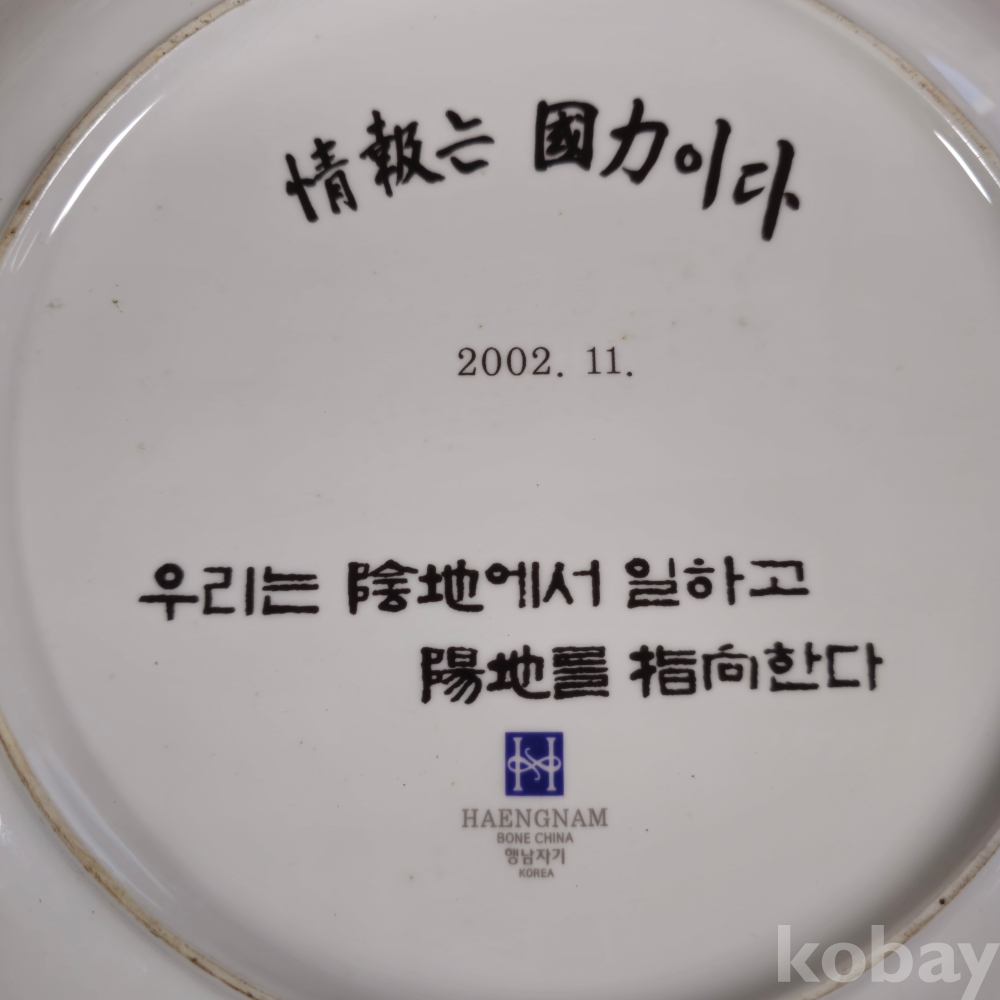 情報는 國力이다
2002. 11.
우리는 陰地에서 일하고
陽地를 指向한다
H
HAENGNAM
BONE CHINA
행남자기
KOREA
kobay